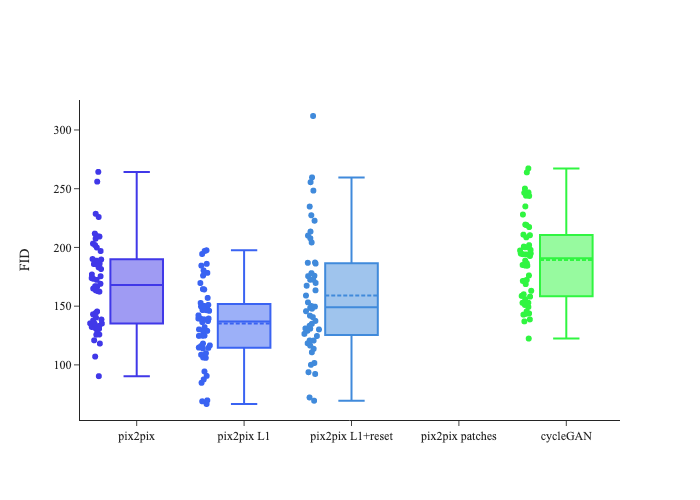 FID
300
250
200
150
100
pix2pix
pix2pix L1
pix2pix L1+reset
pix2pix patches
cycleGAN